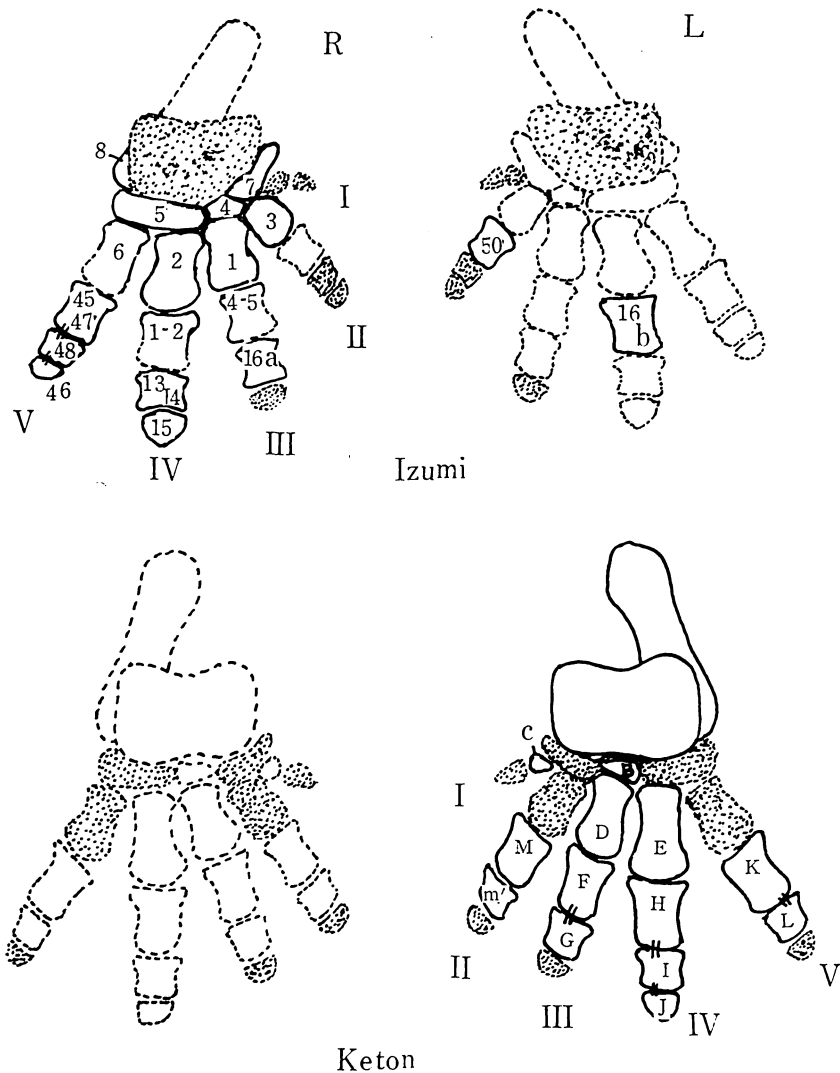 R
L
8
7
I
5
4
3
6
2
1
50
II
45
47
4-5
1-2
16
b
48
16a
46
13
14
15
V
III
IV
Izumi
c
B
I
D
M
E
K
F
m'
H
L
G
I
II
J
V
III
IV
Keton